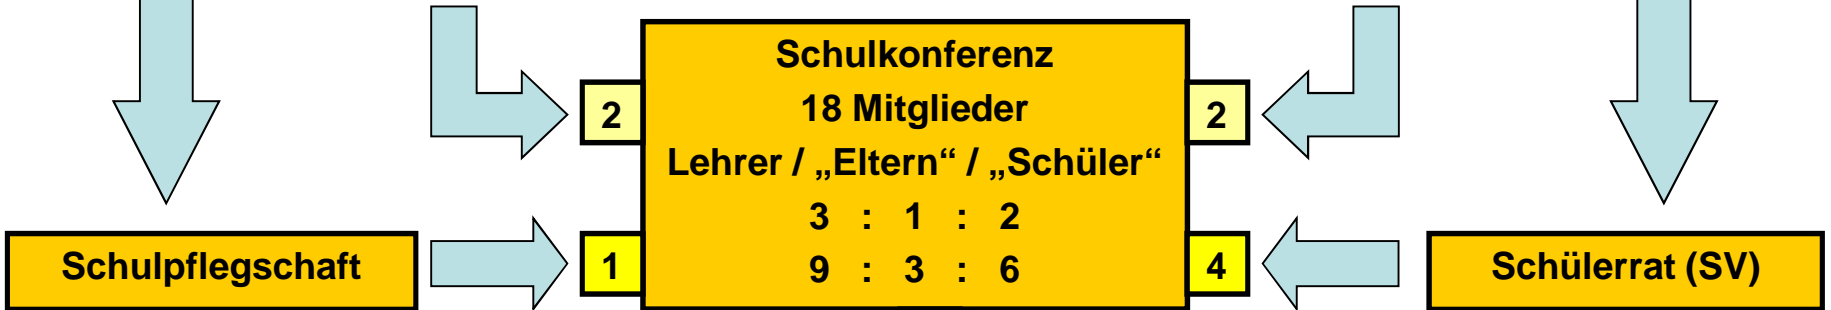 Schulkonferenz
18 Mitglieder
2
2
Lehrer / „Eltern“ / „Schüler“
3 : 1 : 2
9 : 3 : 6
Schulpflegschaft
1
4
Schülerrat (SV)